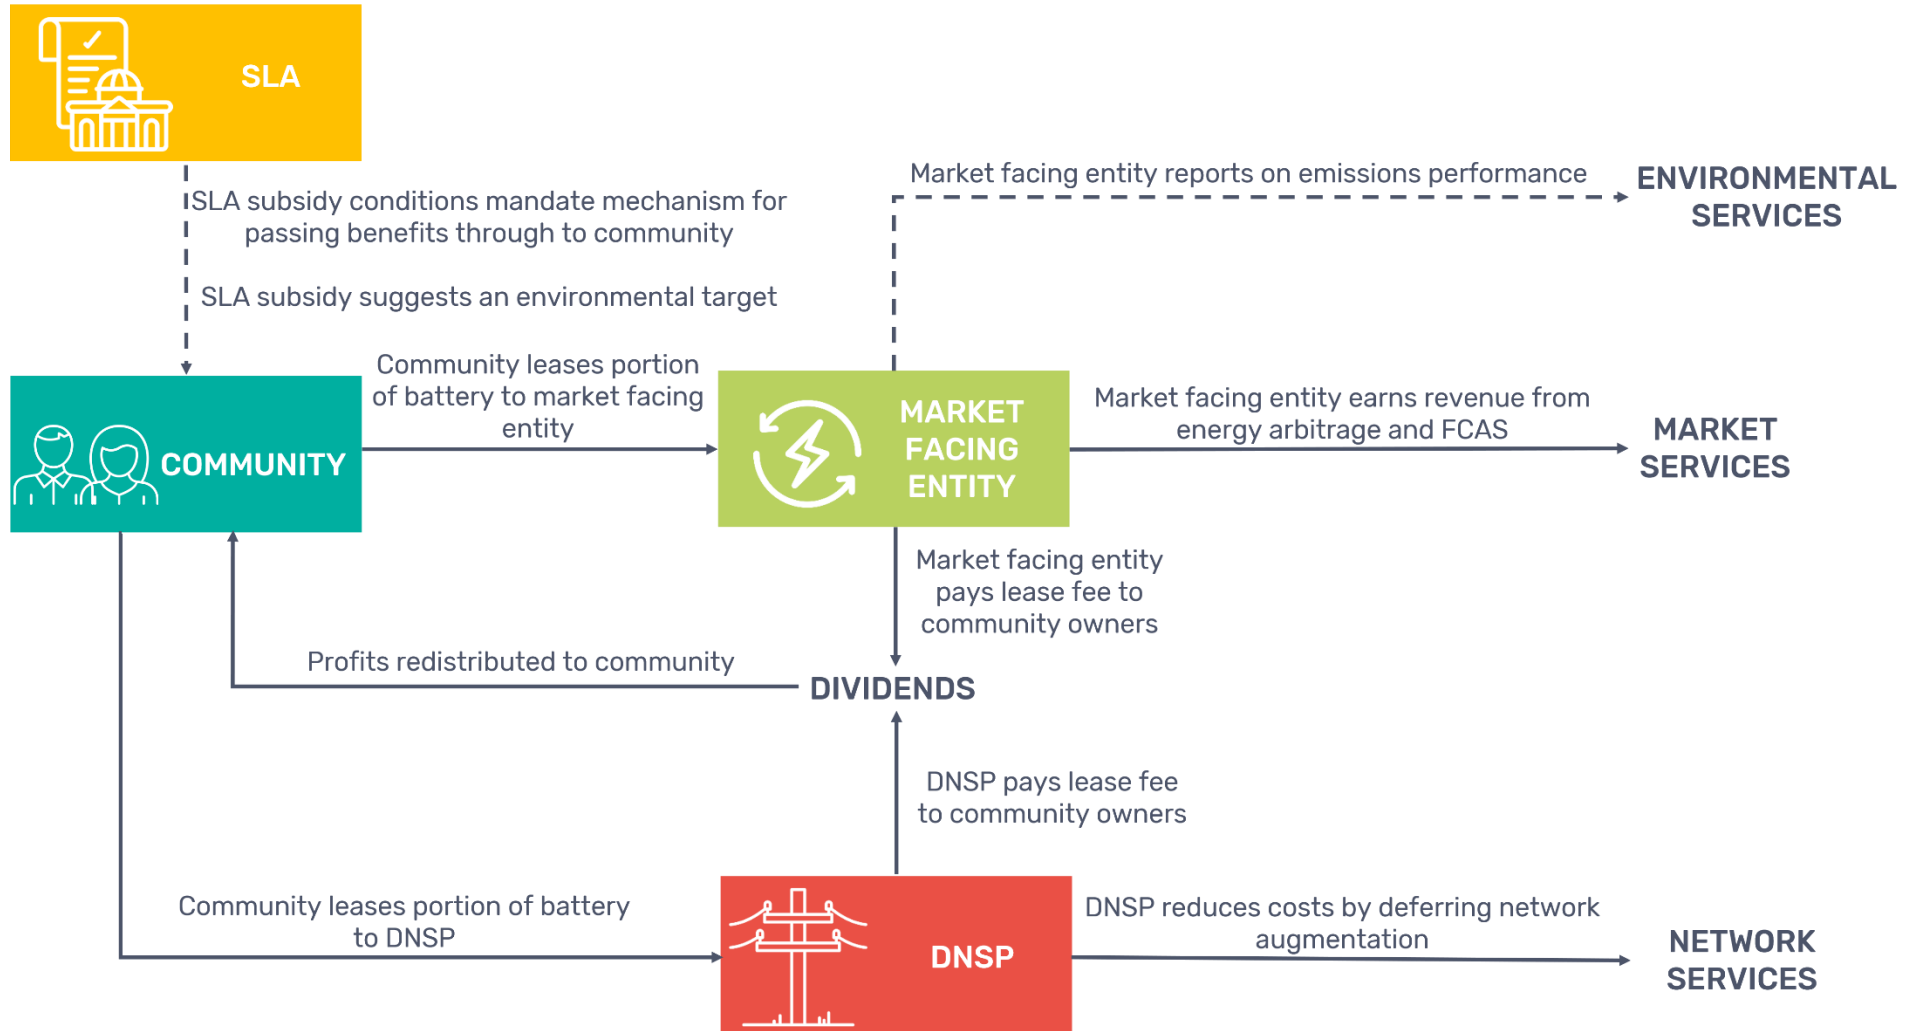 SLA
SLA subsidy conditions mandate mechanism for
passing benefits through to community
SLA subsidy suggests an environmental target
Market facing entity reports on emissions performance
ENVIRONMENTAL
SERVICES
COMMUNITY
Community leases portion
of battery to market facing
entity
MARKET
FACING
ENTITY
Market facing entity earns revenue from
energy arbitrage and FCAS
MARKET
SERVICES
Market facing entity
pays lease fee to
community owners
Profits redistributed to community
DIVIDENDS
DNSP pays lease fee
to community owners
Community leases portion of battery
to DNSP
DNSP
DNSP reduces costs by deferring network
augmentation
NETWORK
SERVICES